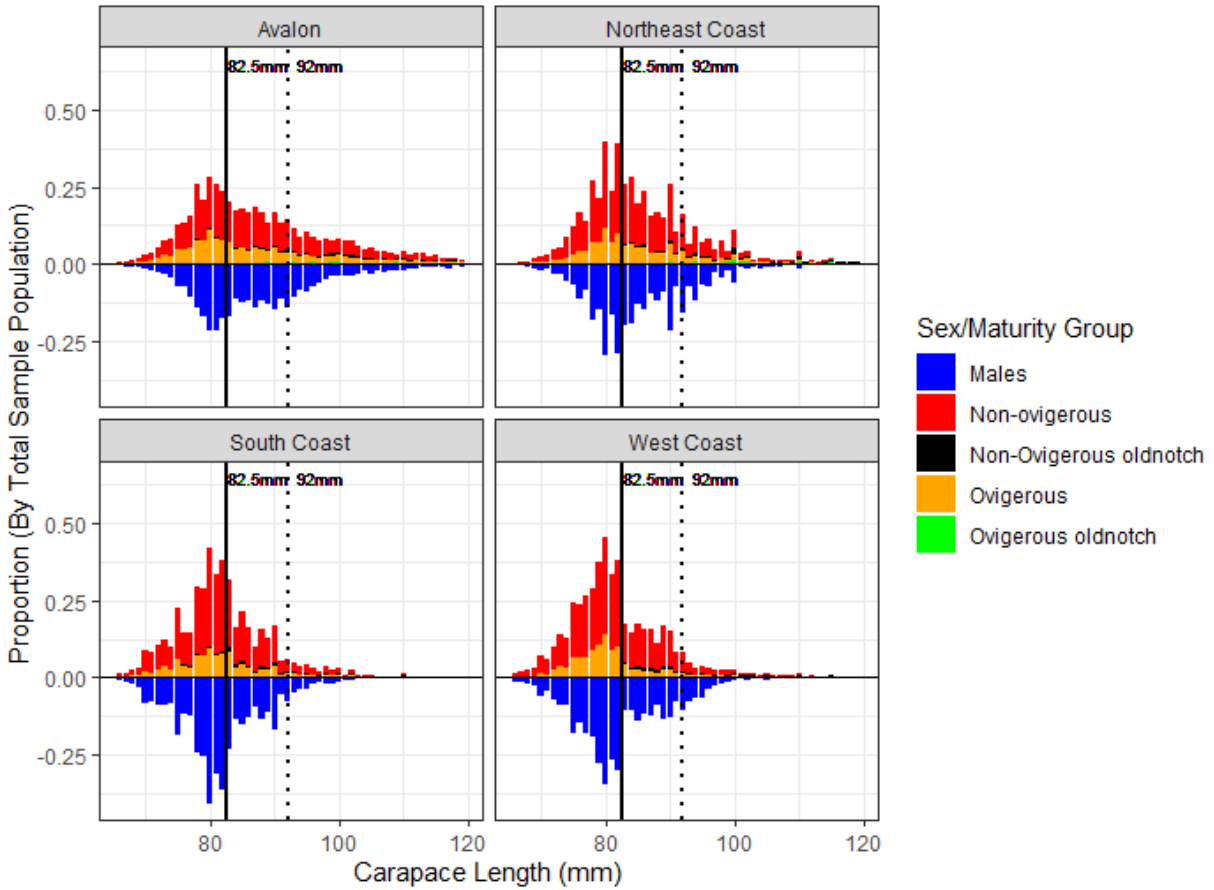 Avalon
Northeast Coast
82.5mm 92mm
82.5mm 92mm
0.50
0.25
0.00
-0.25
South Coast
West Coast
82.5mm 92mm
82.5mm 92mm
0.50
0.25
0.00
-0.25
80 100 120
80 100 120
Carapace Length (mm)
Proportion (By Total Sample Population)
Sex/Maturity Group
Males
Non-ovigerous
Non-Ovigerous oldnotch
Ovigerous
Ovigerous oldnotch